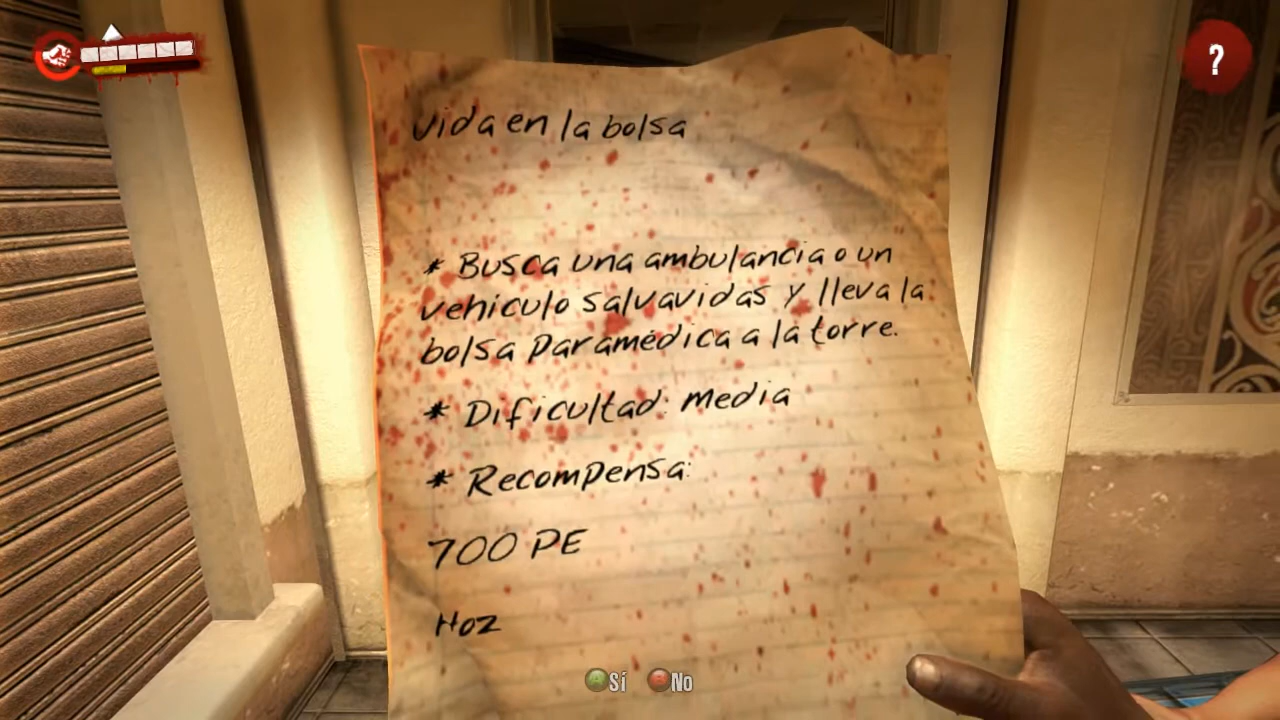 ?
Vida en la bolsa
* Busca una ambulancia o un
vehículo salvavidas y lleva la
bolsa paramédica a la torre.
* Dificultad: media
* Recompensa:
700 PE
Hoz
A Sí B No